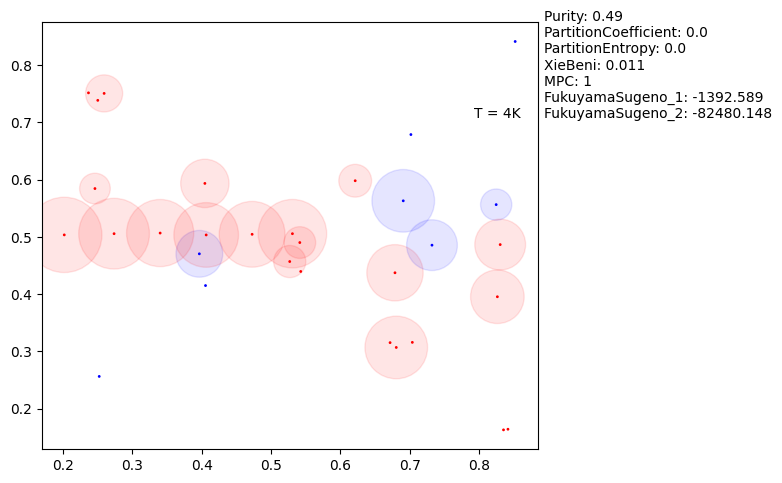 Purity: 0.49
PartitionCoefficient: 0.0
PartitionEntropy: 0.0
XieBeni: 0.011
MPC: 1
FukuyamaSugeno_1: -1392.589
FukuyamaSugeno_2: -82480.148
T = 4K
0.8
0.7
0.6
0.5
0.4
0.3
0.2
0.2 0.3 0.4 0.5 0.6 0.7 0.8